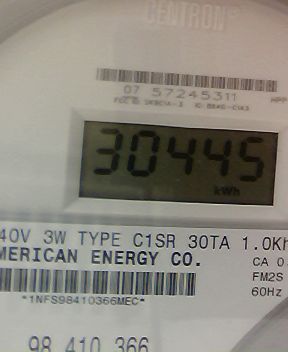 CENTRON®
07 57245311
30445
kWh
40V 3W TYPE C1SR 30TA 1.0Kh
MERICAN ENERGY CO.
CA 0.
FM2S
60Hz
*1NFS98410366MEC*
98 410 366